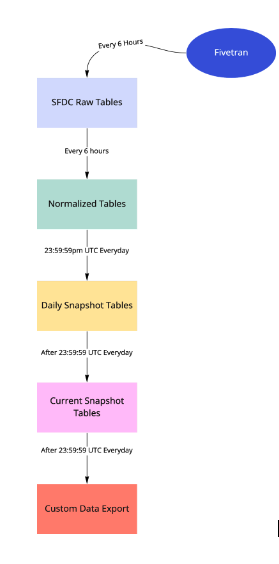 Fivetran
Every 6 Hours
SFDC Raw Tables
Every 6 hours
Normalized Tables
23:59:59pm UTC Everyday
Daily Snapshot Tables
After 23:59:59 UTC Everyday
Current Snapshot
Tables
After 23:59:59 UTC Everyday
Custom Data Export